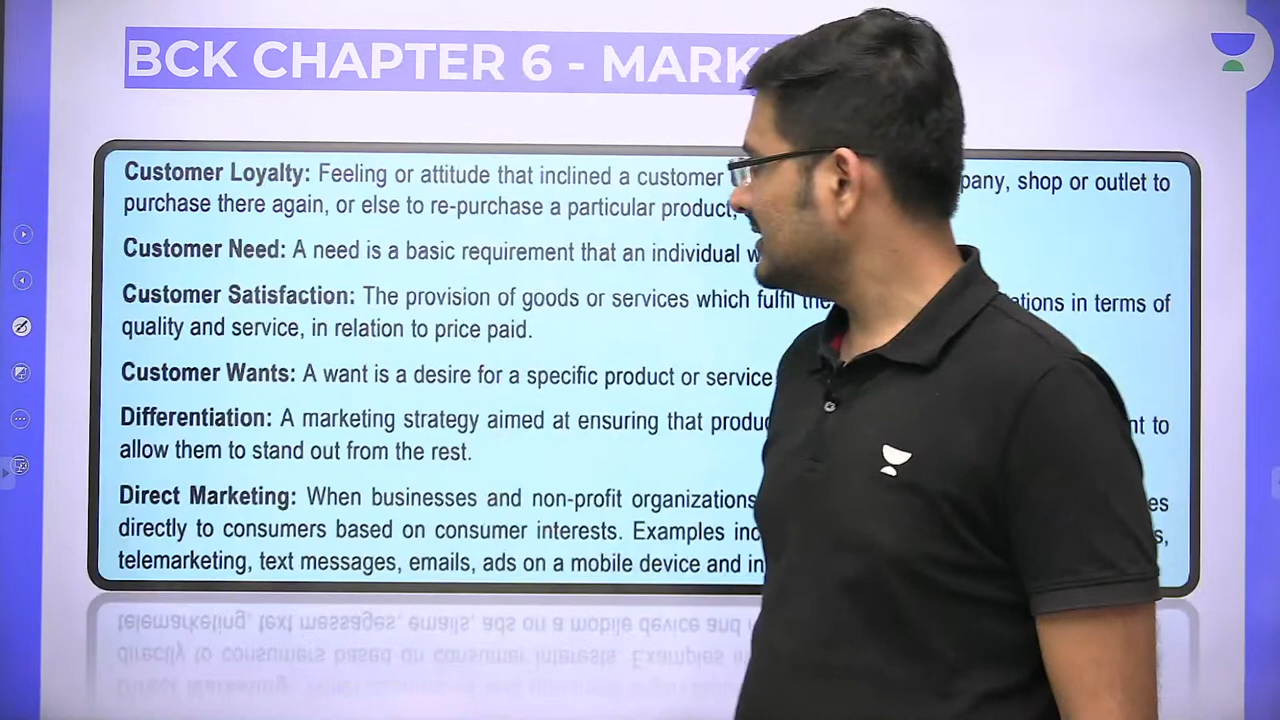 BCK CHAPTER 6 - MARK
Customer Loyalty: Feeling or attitude that inclined a customer pany, shop or outlet to
purchase there again, or else to re-purchase a particular product,
Customer Need: A need is a basic requirement that an individual
Customer Satisfaction: The provision of goods or services which fulfil ations in terms of
quality and service, in relation to price paid.
Customer Wants: A want is a desire for a specific product or service
Differentiation: A marketing strategy aimed at ensuring that produ nt to
allow them to stand out from the rest.
Direct Marketing: When businesses and non-profit organizations es
directly to consumers based on consumer interests. Examples inc s,
telemarketing, text messages, emails, ads on a mobile device and in